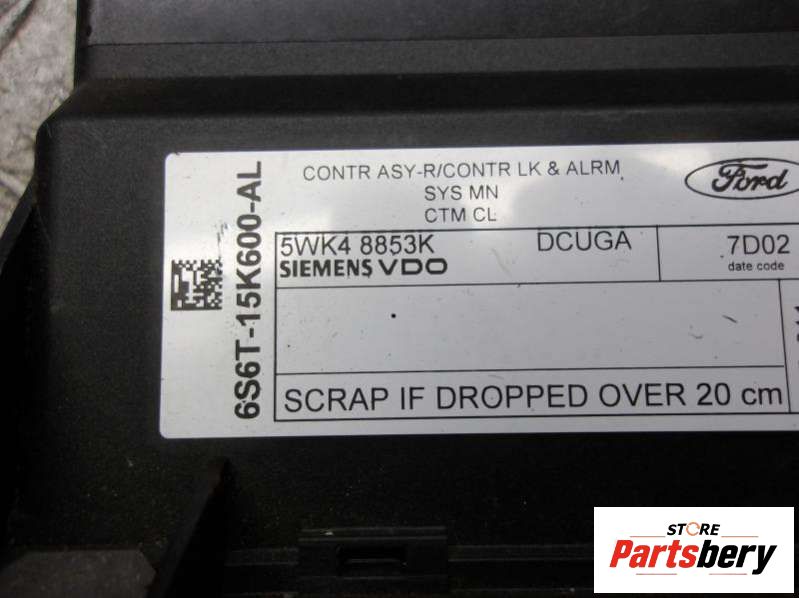 CONTR ASY-R/CONTR LK & ALRM
SYS MN
CTM CL
Ford
6S6T-15K600-AL
5WK4 8853K DCUGA 7D02
SIEMENS VDO date code
SCRAP IF DROPPED OVER 20 cm
STORE
Partsbery